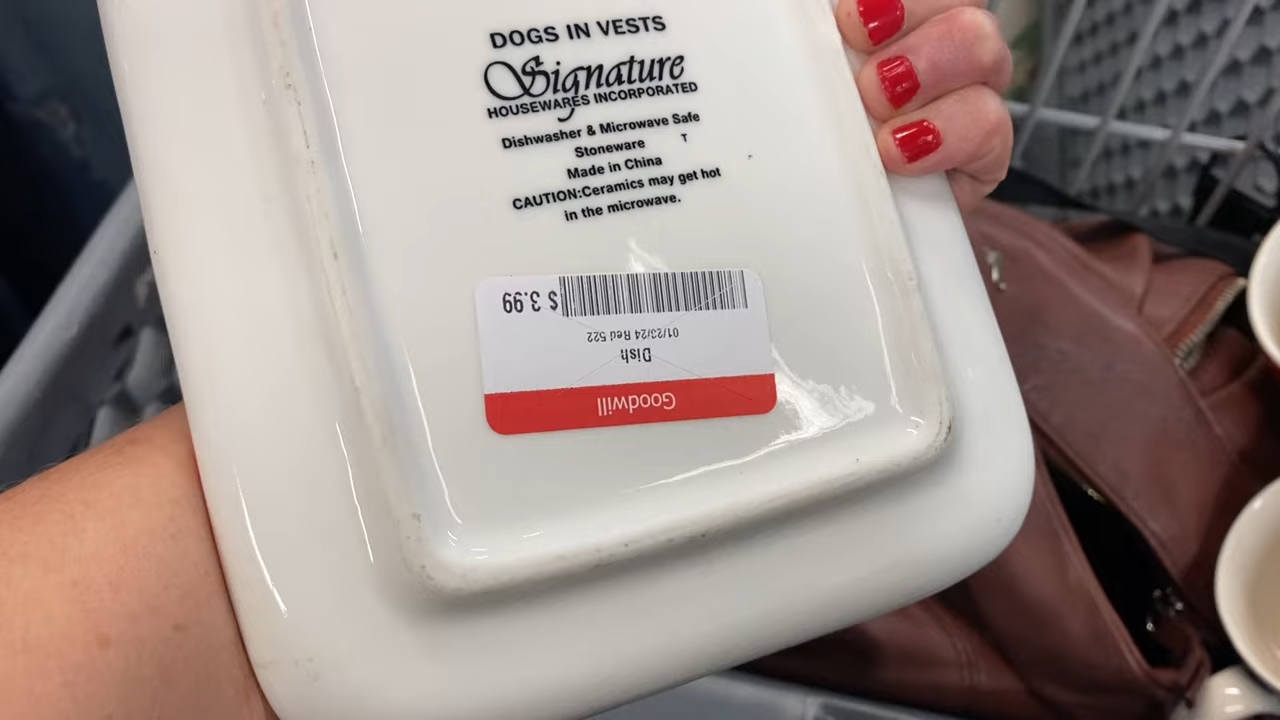 DOGS IN VESTS
Signature
HOUSEWARES INCORPORATED
Dishwasher & Microwave Safe
Stoneware T
Made in China
CAUTION:Ceramics may get hot
in the microwave.
Goodwill
Dish
01/23/24 Red 522
$ 3.99